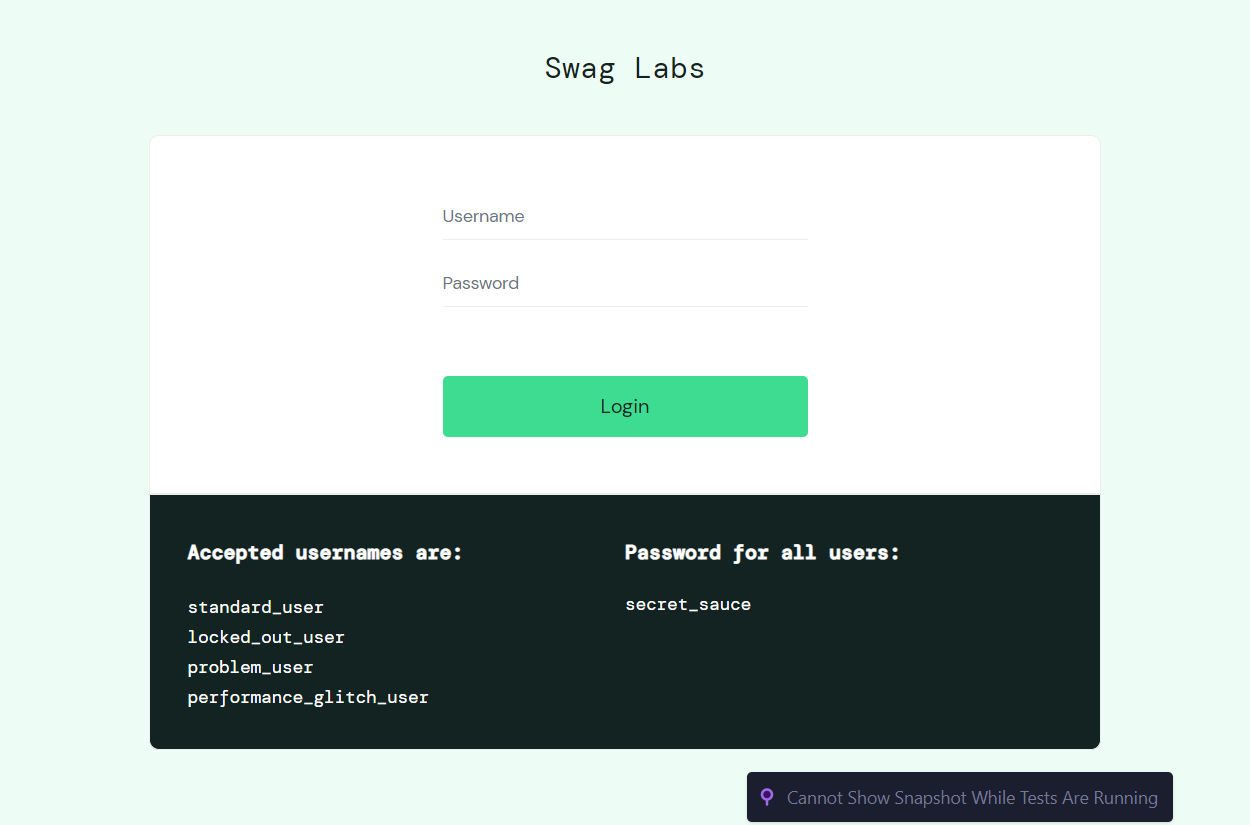 Swag Labs
Username
Password
Login
Accepted usernames are:
standard_user
locked_out_user
problem_user
performance_glitch_user
Password for all users:
secret_sauce
Cannot Show Snapshot While Tests Are Running